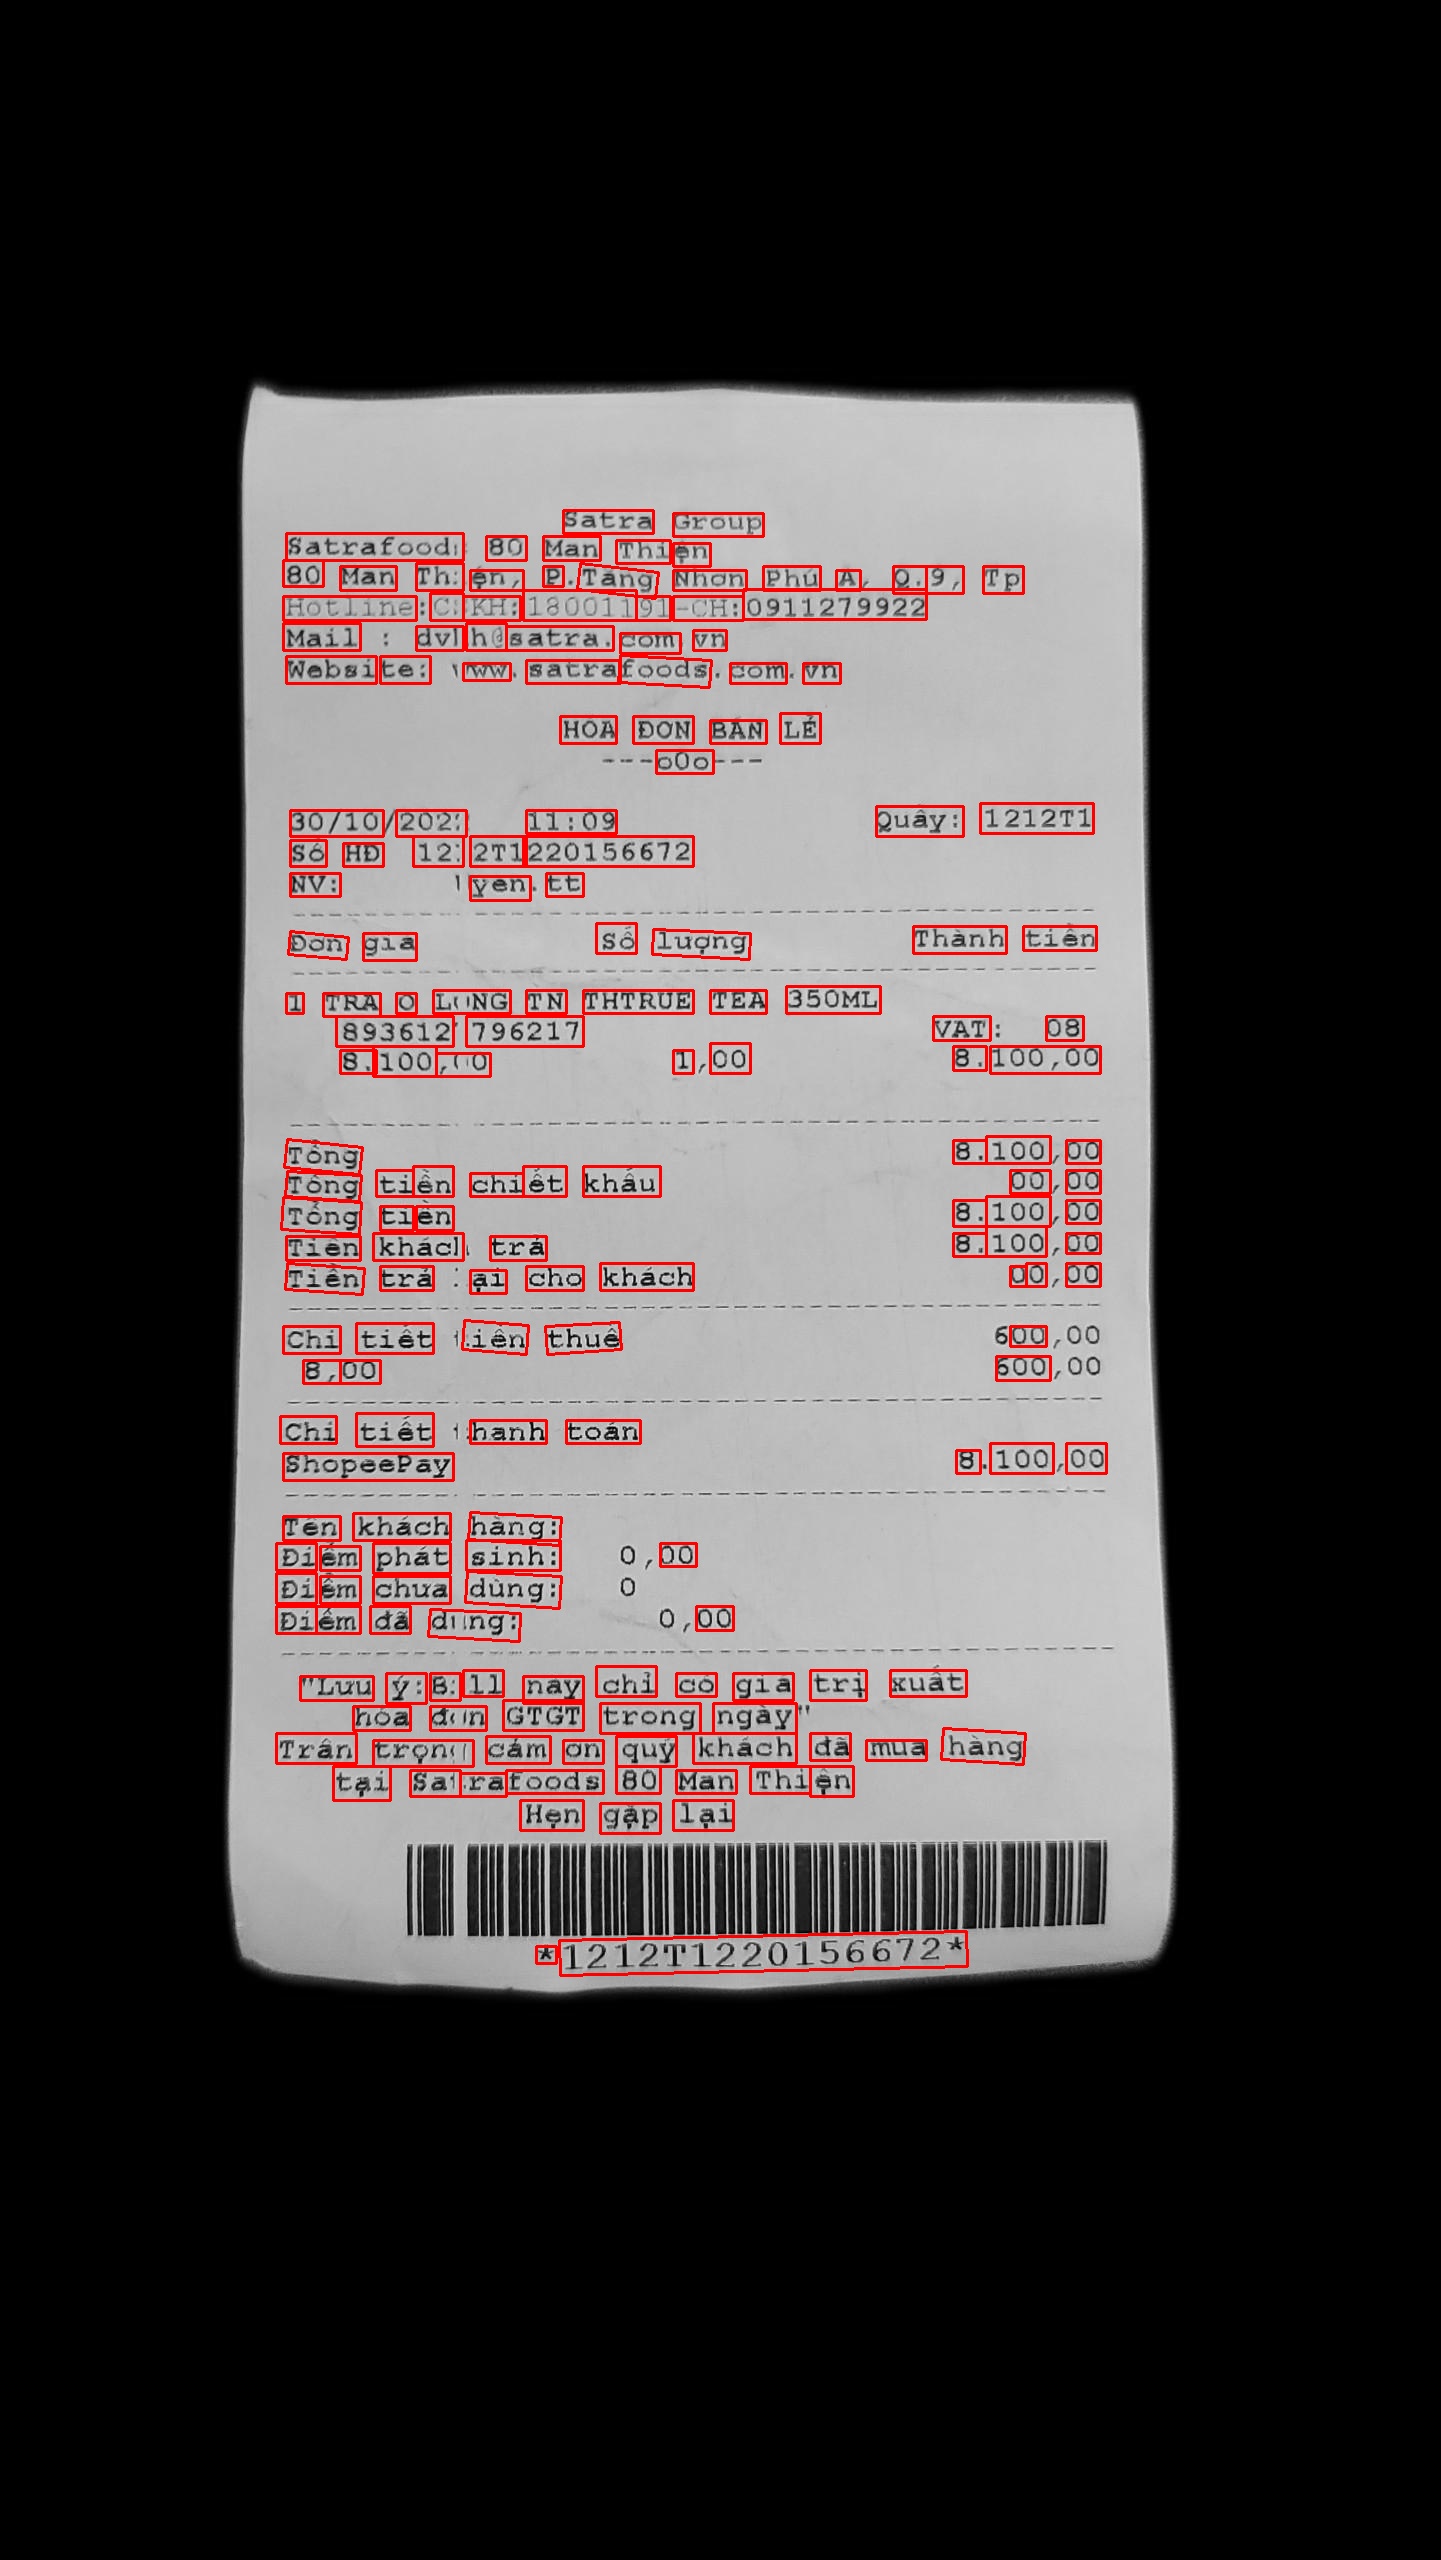 Satra Group
Satrafoods 80 Man Thiện
80 Man Thiện, P.Tăng Nhơn Phú A, Q.9, Tp
Hotline:CSKH:18001191-CH:0911279922
Mail : @satra.com.vn
Website: www.satrafoods.com.vn
HÓA ĐƠN BÁN LẺ
---oOo---
30/10/2022 11:09 Quầy: 1212T1
Số HĐ 1212T1220156672
NV: yen.tt
Đơn giá Số lượng Thành tiền
1 TRA O LONG TN THTRUE TEA 350ML
893612 796217 VAT: 08
8.100,00 1,00 8.100,00
Tổng 8.100,00
Tổng tiền chiết khấu 00,00
Tổng tiền 8.100,00
Tiền khách trả 8.100,00
Tiền trả lại cho khách 00,00
Chi tiết tiền thuế 600,00
8,00 600,00
Chi tiết thanh toán
ShopeePay 8.100,00
Tên khách hàng:
Điểm phát sinh: 0,00
Điểm chưa dùng: 0
Điểm đã dùng: 0,00
"Lưu ý:Bill này chỉ có giá trị xuất
hóa đơn GTGT trong ngày"
Trân trọng cám ơn quý khách đã mua hàng
tại Satrafoods 80 Man Thiện
Hẹn gặp lại
*1212T1220156672*